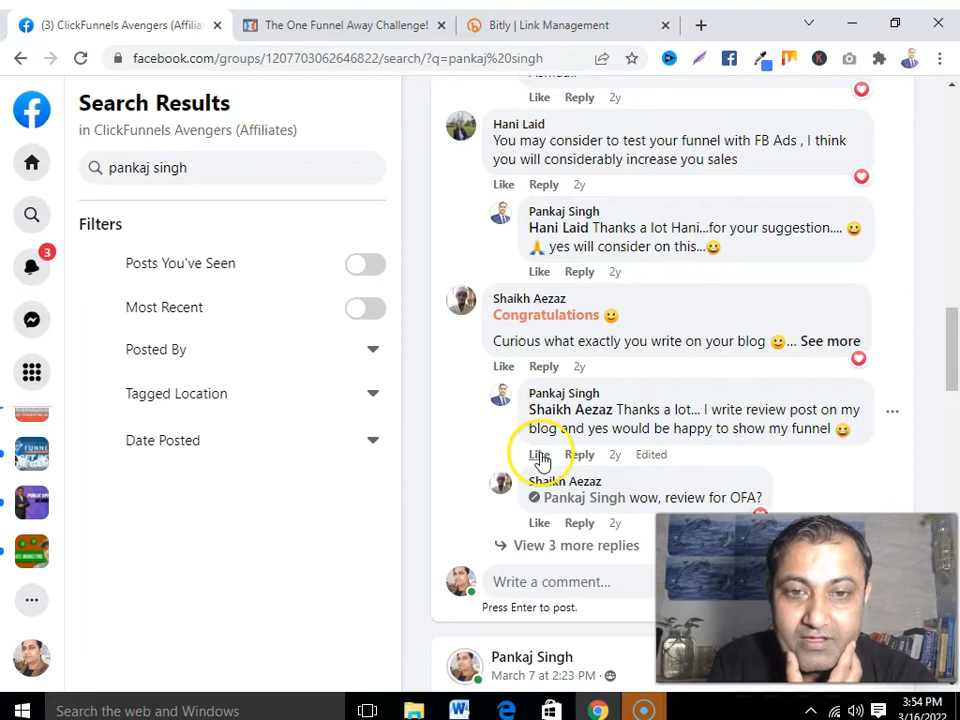 (3) ClickFunnels Avengers (Affilia
The One Funnel Away Challenge!
Bitly | Link Management
facebook.com/groups/1207703062646822/search/?q=pankaj%20singh
Search Results
in ClickFunnels Avengers (Affiliates)
pankaj singh
Filters
Posts You've Seen
Most Recent
Posted By
Tagged Location
Date Posted
3
Like Reply 2y
Hani Laid
You may consider to test your funnel with FB Ads , I think
you will considerably increase you sales
Like Reply 2y
Pankaj Singh
Hani Laid Thanks a lot Hani...for your suggestion.... 😀
🙏 yes will consider on this...😀
Like Reply 2y
Shaikh Aezaz
Congratulations 🙂
Curious what exactly you write on your blog 🙂... See more
Like Reply 2y
Pankaj Singh
Shaikh Aezaz Thanks a lot... I write review post on my
blog and yes would be happy to show my funnel 😀
Like Reply 2y Edited
Shaikh Aezaz
Pankaj Singh wow, review for OFA?
Like Reply 2y
View 3 more replies
Write a comment...
Press Enter to post.
Pankaj Singh
March 7 at 2:23 PM ·
Search the web and Windows
3:54 PM
3/16/2022